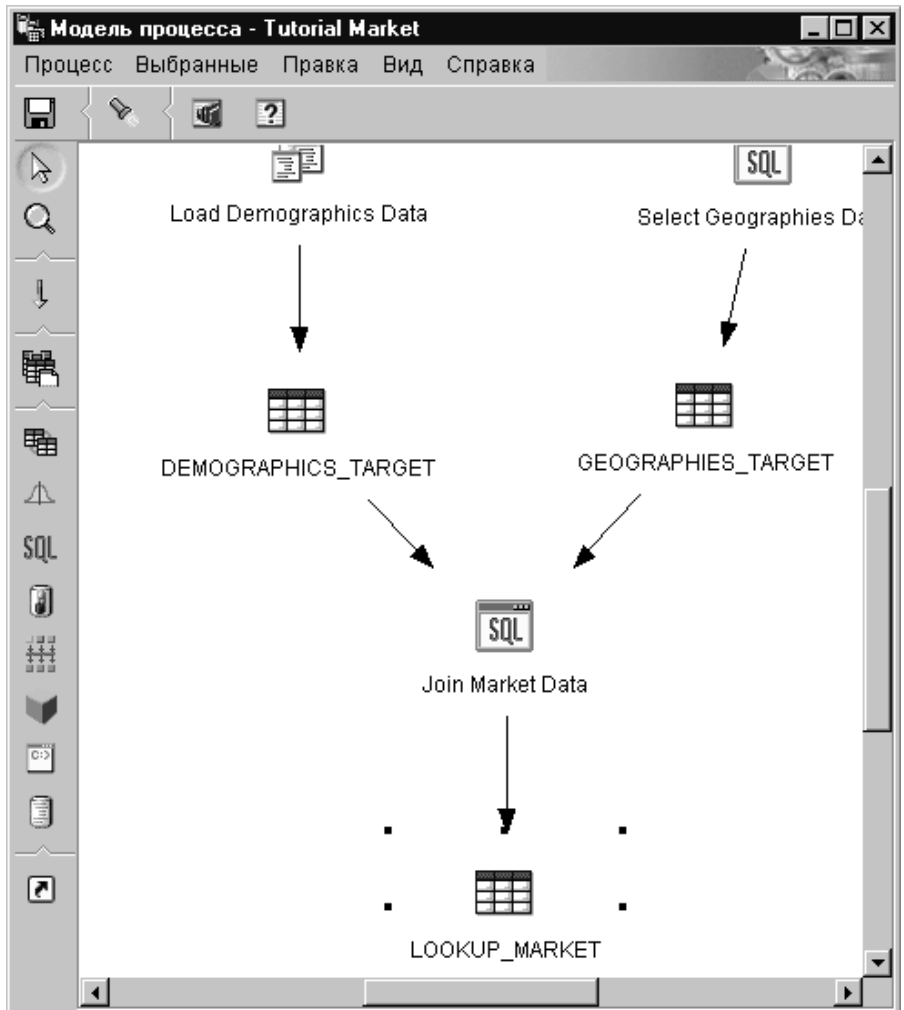 Модель процесса - Tutorial Market
Процесс Выбранные Правка Вид Справка
SQL
Load Demographics Data
Select Geographies Da
DEMOGRAPHICS_TARGET
GEOGRAPHIES_TARGET
SQL
SQL
Join Market Data
LOOKUP_MARKET